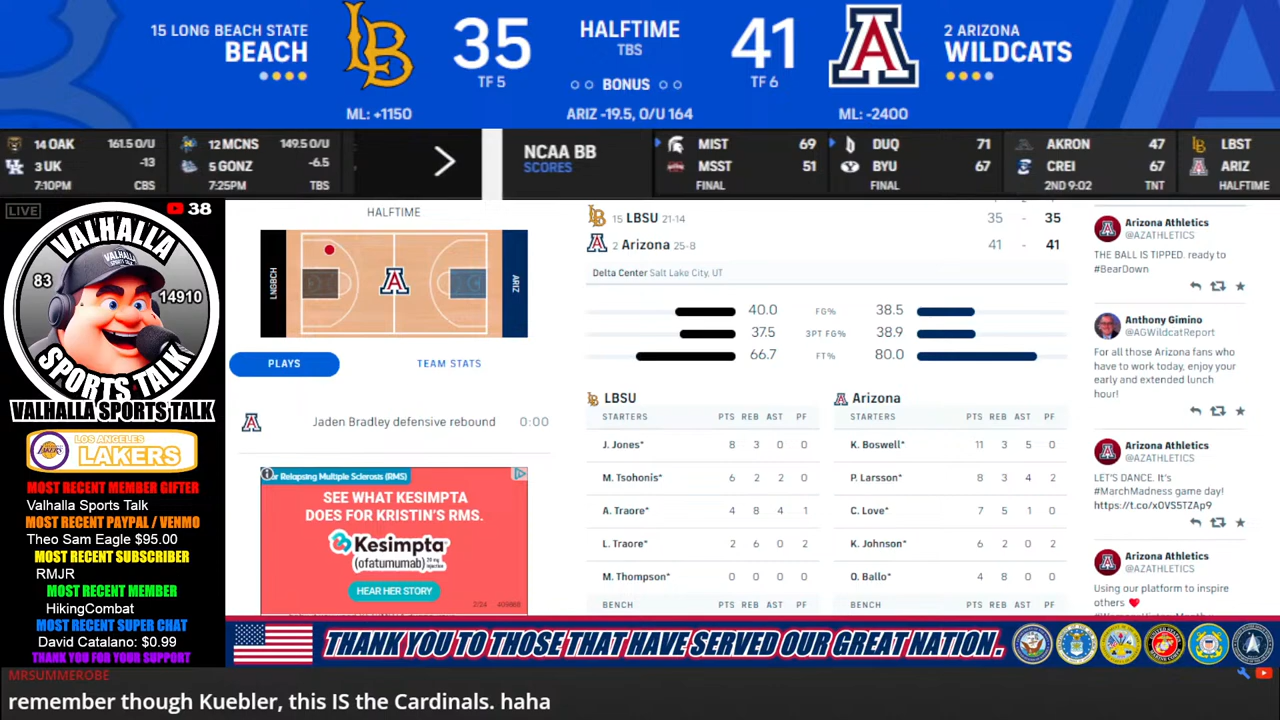 15 LONG BEACH STATE
BEACH
LB
35
TF 5
HALFTIME
TBS
BONUS
41
TF 6
A
2 ARIZONA
WILDCATS
ML: +1150
ARIZ -19.5, O/U 164
ML: -2400
14 OAK 161.5 O/U
3 UK -13
7:10PM CBS
12 MCNS 149.5 O/U
5 GONZ -6.5
7:25PM TBS
NCAA BB
SCORES
MIST 69
MSST 51
FINAL
DUQ 71
BYU 67
FINAL
AKRON 47
CREI 67
2ND 9:02 TNT
LBST
ARIZ
HALFTIME
LIVE
38
VALHALLA
83
14910
SPORTS TALK
VALHALLA SPORTS TALK
LOS ANGELES
LAKERS
MOST RECENT MEMBER GIFTER
Valhalla Sports Talk
MOST RECENT PAYPAL / VENMO
Theo Sam Eagle $95.00
MOST RECENT SUBSCRIBER
RMJR
MOST RECENT MEMBER
HikingCombat
MOST RECENT SUPER CHAT
David Catalano: $0.99
THANK YOU FOR YOUR SUPPORT
HALFTIME
LNGBCH
A
ARIZ
PLAYS
TEAM STATS
Jaden Bradley defensive rebound 0:00
or Relapsing Multiple Sclerosis (RMS)
SEE WHAT KESIMPTA
DOES FOR KRISTIN'S RMS.
Kesimpta
(ofatumumab)
HEAR HER STORY
2/24 409868
15 LBSU 21-14 35 - 35
2 Arizona 25-8 41 - 41
Delta Center Salt Lake City, UT
40.0 FG% 38.5
37.5 3PT FG% 38.9
66.7 FT% 80.0
LBSU
STARTERS PTS REB AST PF
J. Jones* 8 3 0 0
M. Tsohonis* 6 2 2 0
A. Traore* 4 8 4 1
L. Traore* 2 6 0 2
M. Thompson* 0 0 0 0
BENCH PTS REB AST PF
Arizona
STARTERS PTS REB AST PF
K. Boswell* 11 3 5 0
P. Larsson* 8 3 4 2
C. Love* 7 5 1 0
K. Johnson* 6 2 0 2
O. Ballo* 4 8 0 0
BENCH PTS REB AST PF
Arizona Athletics
@AZATHLETICS
THE BALL IS TIPPED. ready to
#BearDown
Anthony Gimino
@AGWildcatReport
For all those Arizona fans who
have to work today, enjoy your
early and extended lunch
hour!
Arizona Athletics
@AZATHLETICS
LET'S DANCE. It's
#MarchMadness game day!
https://t.co/xOVS5TZAp9
Arizona Athletics
@AZATHLETICS
Using our platform to inspire
others
THANK YOU TO THOSE THAT HAVE SERVED OUR GREAT NATION.
MRSUMMEROBE
remember though Kuebler, this IS the Cardinals. haha